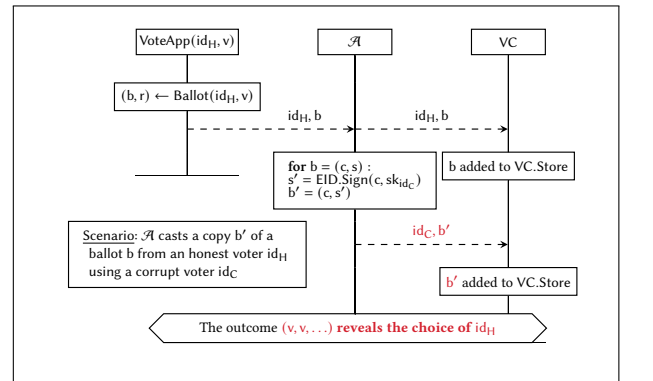 VoteApp(id_H, v)
𝒜
VC
(b, r) ← Ballot(id_H, v)
id_H, b
id_H, b
for b = (c, s) :
s′ = EID.Sign(c, sk_{id_C})
b′ = (c, s′)
b added to VC.Store
Scenario: 𝒜 casts a copy b′ of a
ballot b from an honest voter id_H
using a corrupt voter id_C
id_C, b′
b′ added to VC.Store
The outcome (v, v, . . .) reveals the choice of id_H